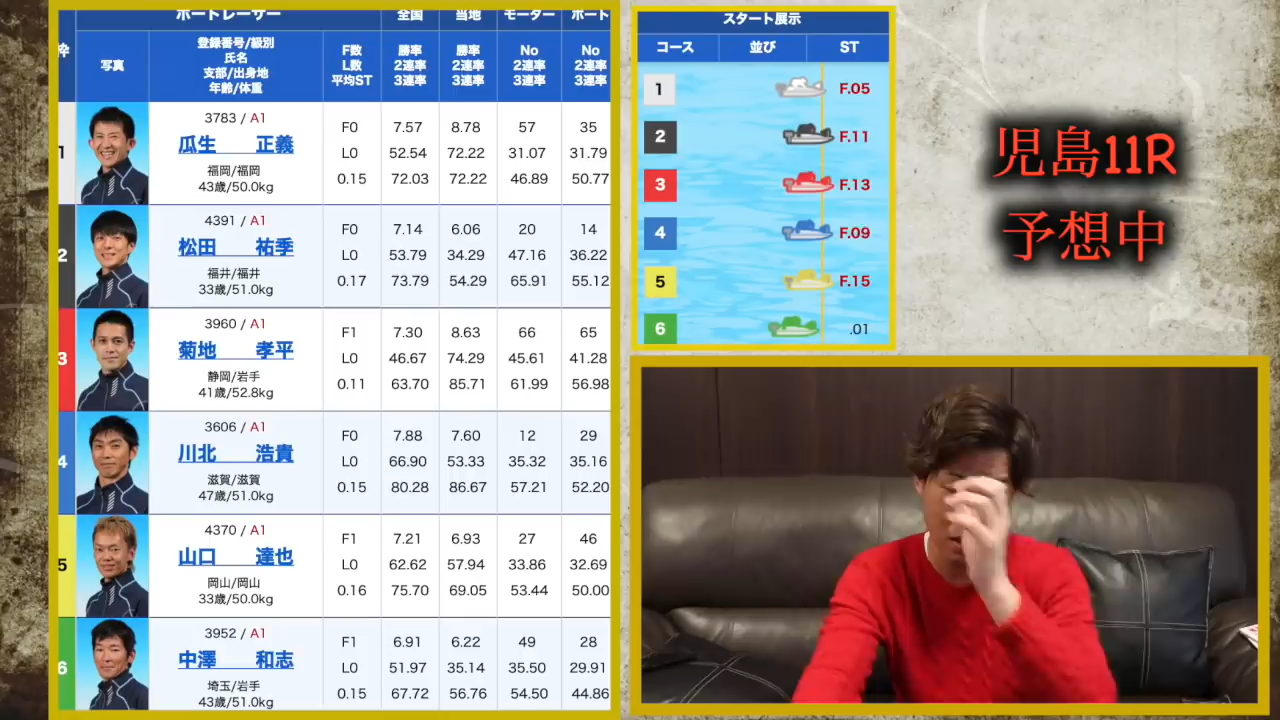 ボートレーサー 全国 当地 モーター ボート
枠 写真 登録番号/級別 氏名 支部/出身地 年齢/体重 F数 L数 平均ST 勝率 2連率 3連率 勝率 2連率 3連率 No 2連率 3連率 No 2連率 3連率
1
3783 / A1
瓜生 正義
福岡/福岡
43歳/50.0kg
F0 7.57 8.78 57 35
L0 52.54 72.22 31.07 31.79
0.15 72.03 72.22 46.89 50.77
2
4391 / A1
松田 祐季
福井/福井
33歳/51.0kg
F0 7.14 6.06 20 14
L0 53.79 34.29 47.16 36.22
0.17 73.79 54.29 65.91 55.12
3
3960 / A1
菊地 孝平
静岡/岩手
41歳/52.8kg
F1 7.30 8.63 66 65
L0 46.67 74.29 45.61 41.28
0.11 63.70 85.71 61.99 56.98
4
3606 / A1
川北 浩貴
滋賀/滋賀
47歳/51.0kg
F0 7.88 7.60 12 29
L0 66.90 53.33 35.32 35.16
0.15 80.28 86.67 57.21 52.20
5
4370 / A1
山口 達也
岡山/岡山
33歳/50.0kg
F1 7.21 6.93 27 46
L0 62.62 57.94 33.86 32.69
0.16 75.70 69.05 53.44 50.00
6
3952 / A1
中澤 和志
埼玉/岩手
43歳/51.0kg
F1 6.91 6.22 49 28
L0 51.97 35.14 35.50 29.91
0.15 67.72 56.76 54.50 44.86
スタート展示
コース 並び ST
1 F.05
2 F.11
3 F.13
4 F.09
5 F.15
6 .01
児島11R
予想中